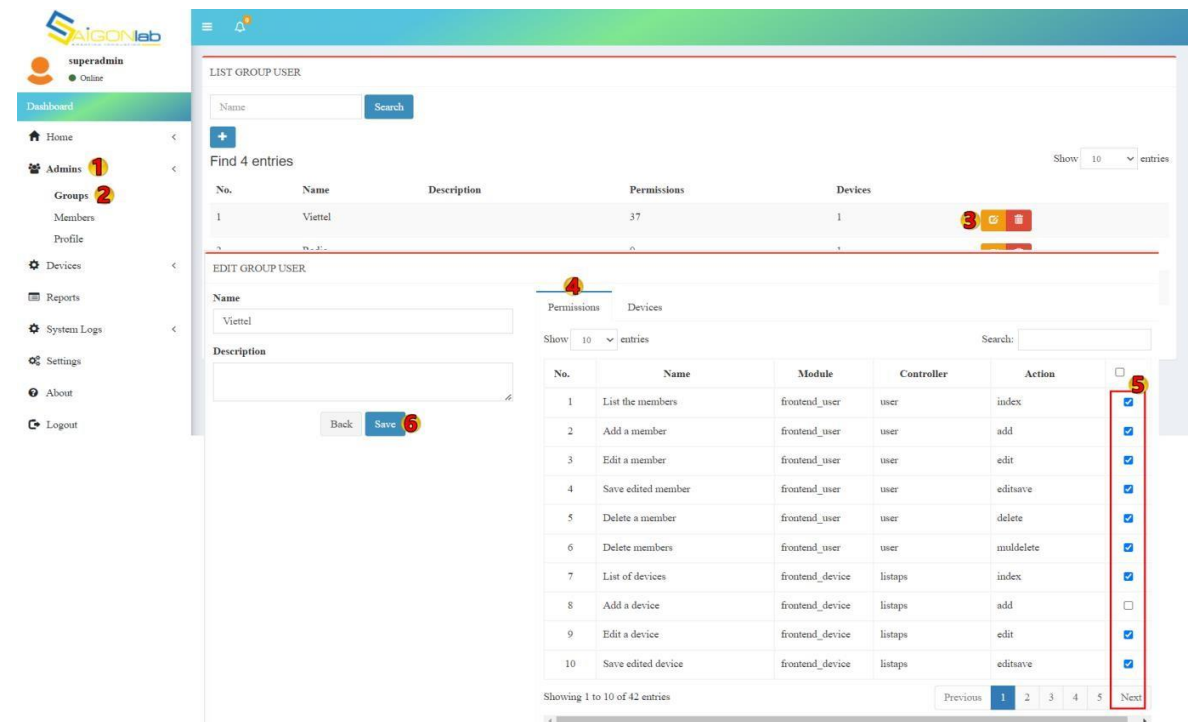 SAiGONlab
superadmin
Online
Dashboard
Home
Admins 1
Groups 2
Members
Profile
Devices
Reports
System Logs
Settings
About
Logout
LIST GROUP USER
Name Search
+
Find 4 entries Show 10 entries
No. Name Description Permissions Devices
1 Viettel 37 1 3
EDIT GROUP USER
Name
Viettel
Description
Back Save 6
4
Permissions Devices
Show 10 entries Search:
No. Name Module Controller Action 5
1 List the members frontend_user user index
2 Add a member frontend_user user add
3 Edit a member frontend_user user edit
4 Save edited member frontend_user user editsave
5 Delete a member frontend_user user delete
6 Delete members frontend_user user muldelete
7 List of devices frontend_device listaps index
8 Add a device frontend_device listaps add
9 Edit a device frontend_device listaps edit
10 Save edited device frontend_device listaps editsave
Showing 1 to 10 of 42 entries Previous 1 2 3 4 5 Next